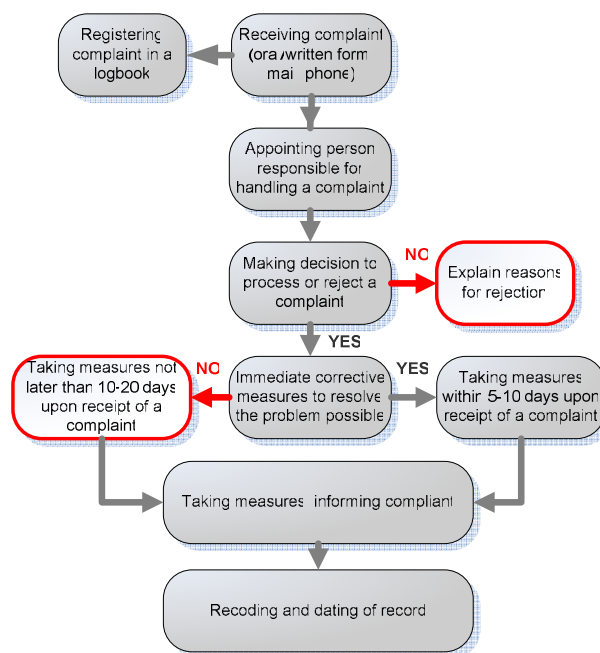 Registering
complaint in a
logbook
Receiving complaint
(ora/written form
mail phone)
Appointing person
responsible for
handling a complaint
Making decision to
process or reject a
complaint
NO
Explain reasons
for rejection
YES
Taking measures not
later than 10-20 days
upon receipt of a
complaint
NO
Immediate corrective
measures to resolve
the problem possible
YES
Taking measures
within 5-10 days upon
receipt of a complaint
Taking measures informing compliant
Recoding and dating of record